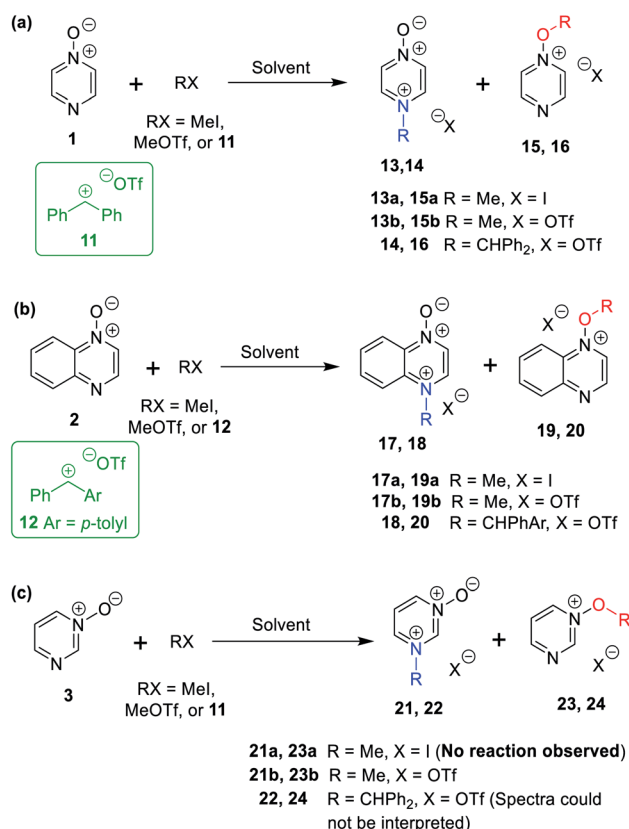 (a)
O⊖
N⊕
N
1
+
RX
RX = MeI,
MeOTf, or 11
Solvent
O⊖
N⊕
⊕N
R
⊖X
13,14
+
R
O
N⊕
N
⊖X
15, 16
⊖OTf
⊕
Ph Ph
11
13a, 15a R = Me, X = I
13b, 15b R = Me, X = OTf
14, 16 R = CHPh₂, X = OTf
(b)
O⊖
N⊕
N
2
+
RX
RX = MeI,
MeOTf, or 12
Solvent
O⊖
N⊕
N⊕
R
X⊖
17, 18
+
X⊖
O R
N⊕
N
19, 20
⊖OTf
⊕
Ph Ar
12 Ar = p-tolyl
17a, 19a R = Me, X = I
17b, 19b R = Me, X = OTf
18, 20 R = CHPhAr, X = OTf
(c)
⊕N O⊖
N
3
+
RX
RX = MeI,
MeOTf, or 11
Solvent
⊕N O⊖
⊕N
R
X⊖
21, 22
+
⊕N O R
N
X⊖
23, 24
21a, 23a R = Me, X = I (No reaction observed)
21b, 23b R = Me, X = OTf
22, 24 R = CHPh₂, X = OTf (Spectra could
not be interpreted)